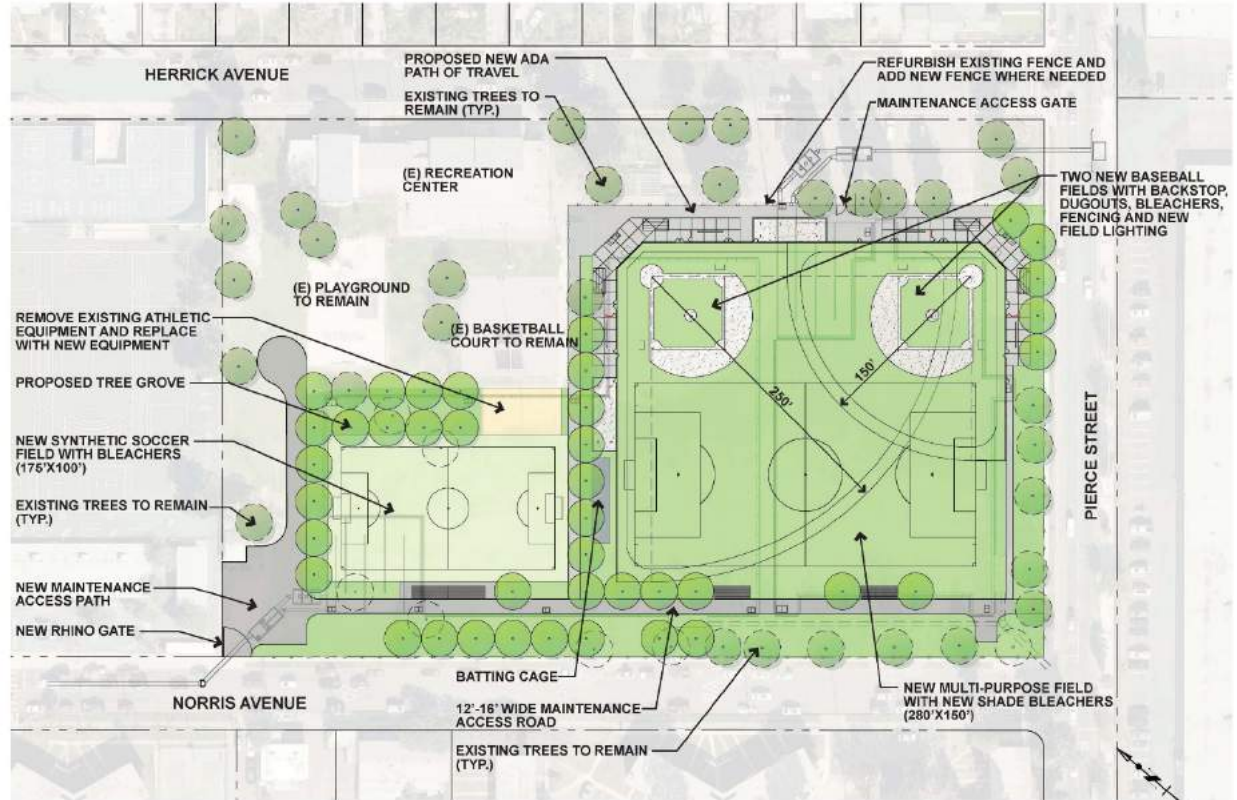 HERRICK AVENUE
PROPOSED NEW ADA
PATH OF TRAVEL
EXISTING TREES TO
REMAIN (TYP.)
REFURBISH EXISTING FENCE AND
ADD NEW FENCE WHERE NEEDED
MAINTENANCE ACCESS GATE
(E) RECREATION
CENTER
TWO NEW BASEBALL
FIELDS WITH BACKSTOP,
DUGOUTS, BLEACHERS,
FENCING AND NEW
FIELD LIGHTING
(E) PLAYGROUND
TO REMAIN
REMOVE EXISTING ATHLETIC
EQUIPMENT AND REPLACE
WITH NEW EQUIPMENT
(E) BASKETBALL
COURT TO REMAIN
PROPOSED TREE GROVE
250'
150'
NEW SYNTHETIC SOCCER
FIELD WITH BLEACHERS
(175'X100')
PIERCE STREET
EXISTING TREES TO REMAIN
(TYP.)
NEW MAINTENANCE
ACCESS PATH
NEW RHINO GATE
NORRIS AVENUE
BATTING CAGE
12'-16' WIDE MAINTENANCE
ACCESS ROAD
EXISTING TREES TO REMAIN
(TYP.)
NEW MULTI-PURPOSE FIELD
WITH NEW SHADE BLEACHERS
(280'X150')